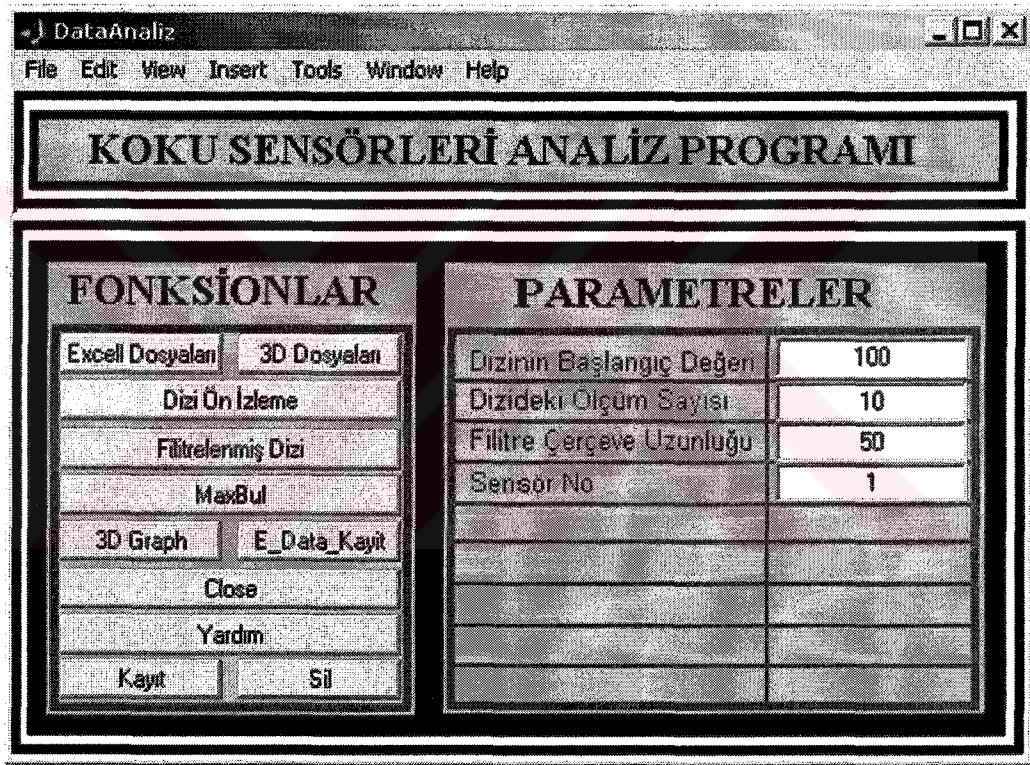 DataAnaliz
File Edit View Insert Tools Window Help
KOKU SENSÖRLERİ ANALİZ PROGRAMI
FONKSİONLAR
Excell Dosyaları 3D Dosyaları
Dizi Ön İzleme
Filitrelenmiş Dizi
MaxBul
3D Graph E_Data_Kayit
Close
Yardım
Kayıt Sil
PARAMETRELER
Dizinin Başlangıç Değeri 100
Dizideki Ölçüm Sayısı 10
Filitre Çerçeve Uzunluğu 50
Sensör No 1